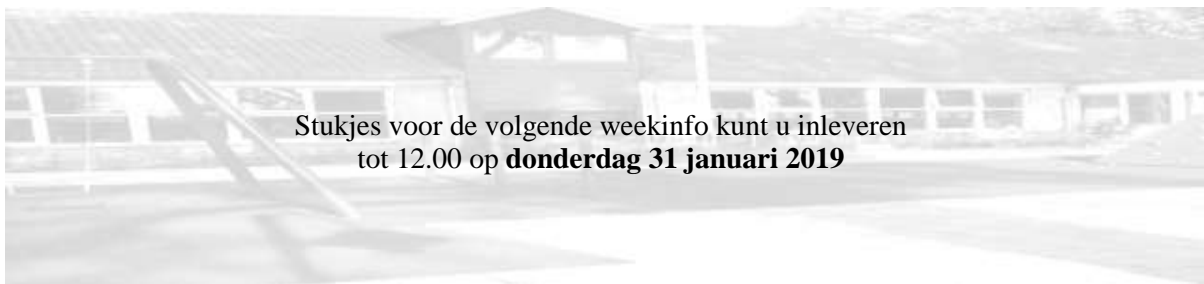 Stukjes voor de volgende weekinfo kunt u inleveren
tot 12.00 op donderdag 31 januari 2019